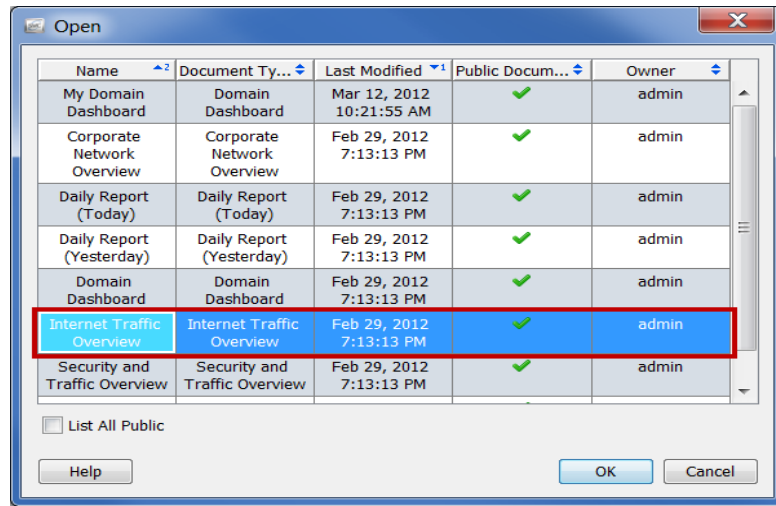 Open
Name 2 Document Ty... Last Modified 1 Public Docum... Owner
My Domain Domain Mar 12, 2012 admin
Dashboard Dashboard 10:21:55 AM
Corporate Corporate Feb 29, 2012 admin
Network Network 7:13:13 PM
Overview Overview
Daily Report Daily Report Feb 29, 2012 admin
(Today) (Today) 7:13:13 PM
Daily Report Daily Report Feb 29, 2012 admin
(Yesterday) (Yesterday) 7:13:13 PM
Domain Domain Feb 29, 2012 admin
Dashboard Dashboard 7:13:13 PM
Internet Traffic Internet Traffic Feb 29, 2012 admin
Overview Overview 7:13:13 PM
Security and Security and Feb 29, 2012 admin
Traffic Overview Traffic Overview 7:13:13 PM
List All Public
Help OK Cancel